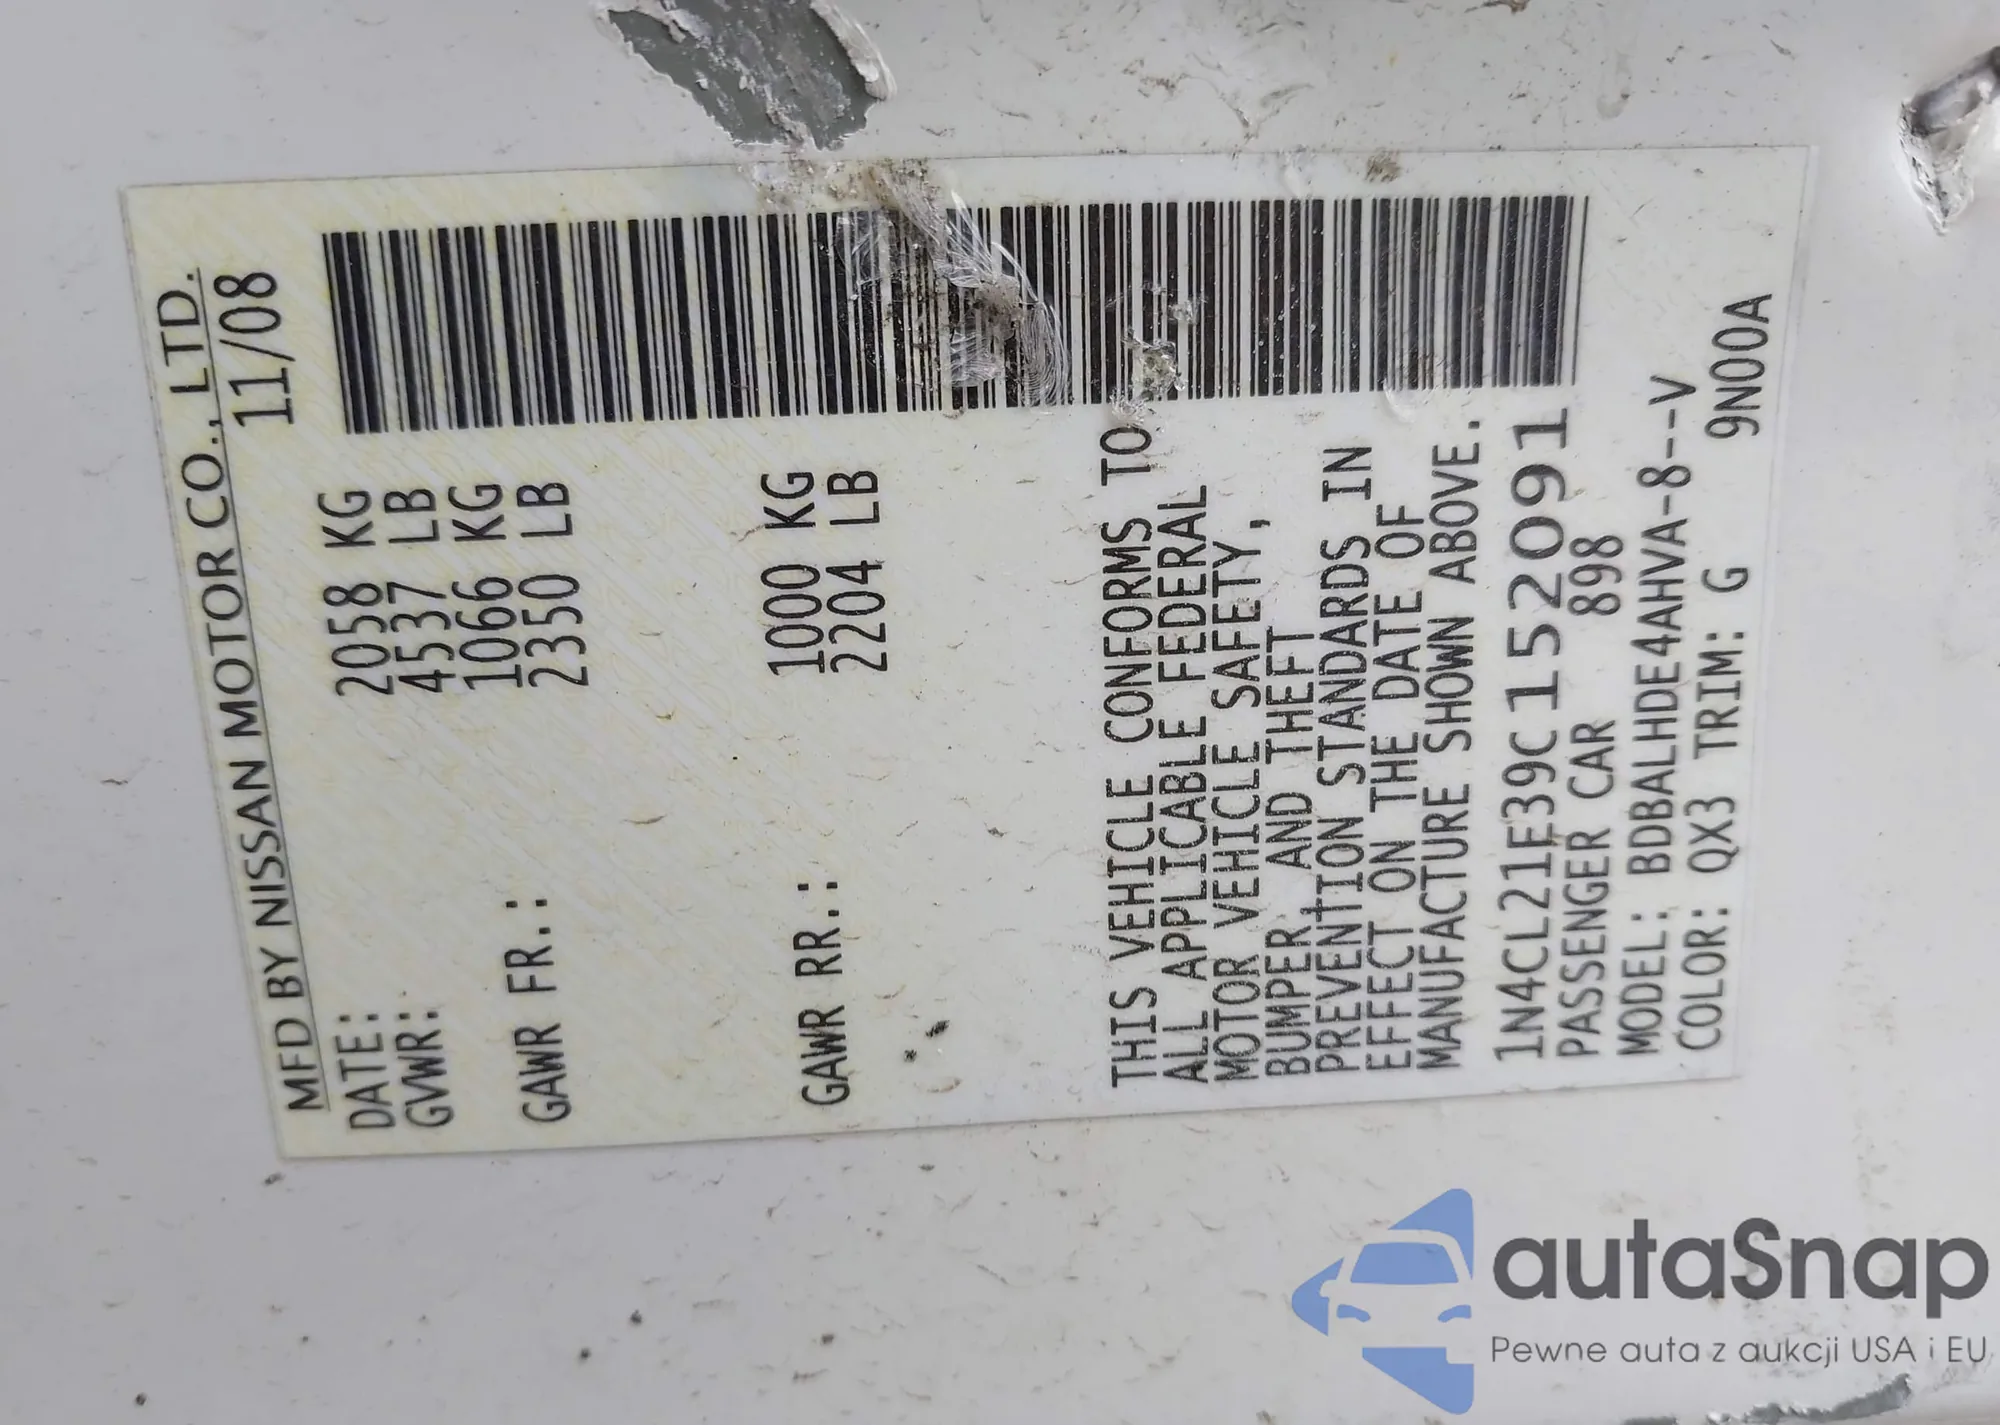 MFD BY NISSAN MOTOR CO., LTD.
DATE: 11/08
GVWR: 2058 KG
4537 LB
GAWR FR.: 1066 KG
2350 LB
GAWR RR.: 1000 KG
2204 LB
THIS VEHICLE CONFORMS TO
ALL APPLICABLE FEDERAL
MOTOR VEHICLE SAFETY,
BUMPER, AND THEFT
PREVENTION STANDARDS IN
EFFECT ON THE DATE OF
MANUFACTURE SHOWN ABOVE.
1N4CL21E39C152091
PASSENGER CAR 898
MODEL: BDBALHDE4AHVA-8---V
COLOR: QX3 TRIM: G 9N00A
autaSnap
Pewne auta z aukcji USA i EU